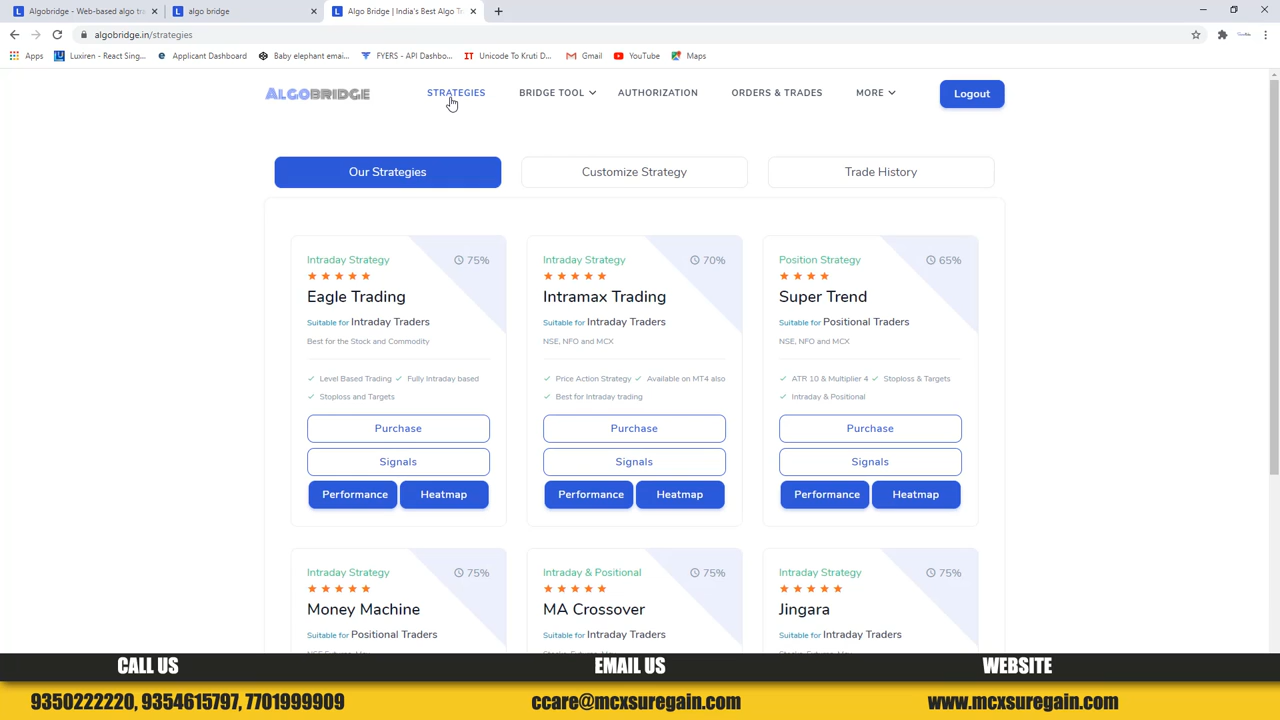 Algobridge - Web-based algo tra
algo bridge
Algo Bridge | India's Best Algo T
algobridge.in/strategies
Apps
Luxiren - React Sing...
Applicant Dashboard
Baby elephant emai...
FYERS - API Dashbo...
Unicode To Kruti D...
Gmail
YouTube
Maps
ALGOBRIDGE
STRATEGIES
BRIDGE TOOL
AUTHORIZATION
ORDERS & TRADES
MORE
Logout
Our Strategies
Customize Strategy
Trade History
Intraday Strategy 75%
Eagle Trading
Suitable for Intraday Traders
Best for the Stock and Commodity
Level Based Trading Fully Intraday based
Stoploss and Targets
Purchase
Signals
Performance Heatmap
Intraday Strategy 70%
Intramax Trading
Suitable for Intraday Traders
NSE, NFO and MCX
Price Action Strategy Available on MT4 also
Best for Intraday trading
Purchase
Signals
Performance Heatmap
Position Strategy 65%
Super Trend
Suitable for Positional Traders
NSE, NFO and MCX
ATR 10 & Multiplier 4 Stoploss & Targets
Intraday & Positional
Purchase
Signals
Performance Heatmap
Intraday Strategy 75%
Money Machine
Suitable for Positional Traders
Intraday & Positional 75%
MA Crossover
Suitable for Intraday Traders
Intraday Strategy 75%
Jingara
Suitable for Intraday Traders
CALL US
EMAIL US
WEBSITE
9350222220, 9354615797, 7701999909
ccare@mcxsuregain.com
www.mcxsuregain.com